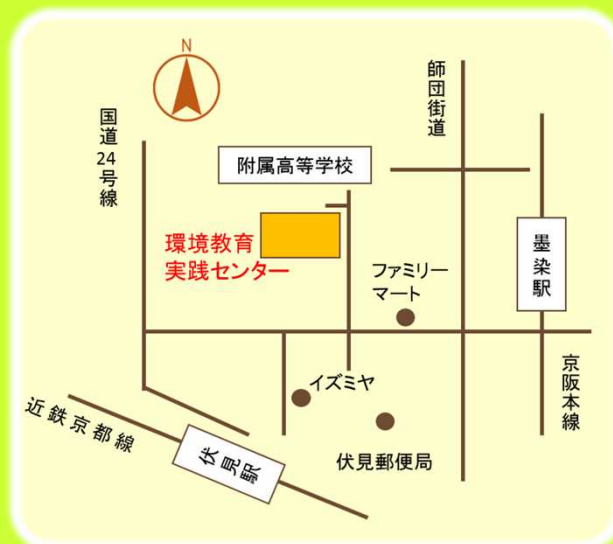 N
国道24号線
師団街道
附属高等学校
環境教育
実践センター
ファミリー
マート
墨染駅
京阪本線
イズミヤ
近鉄京都線
伏見駅
伏見郵便局